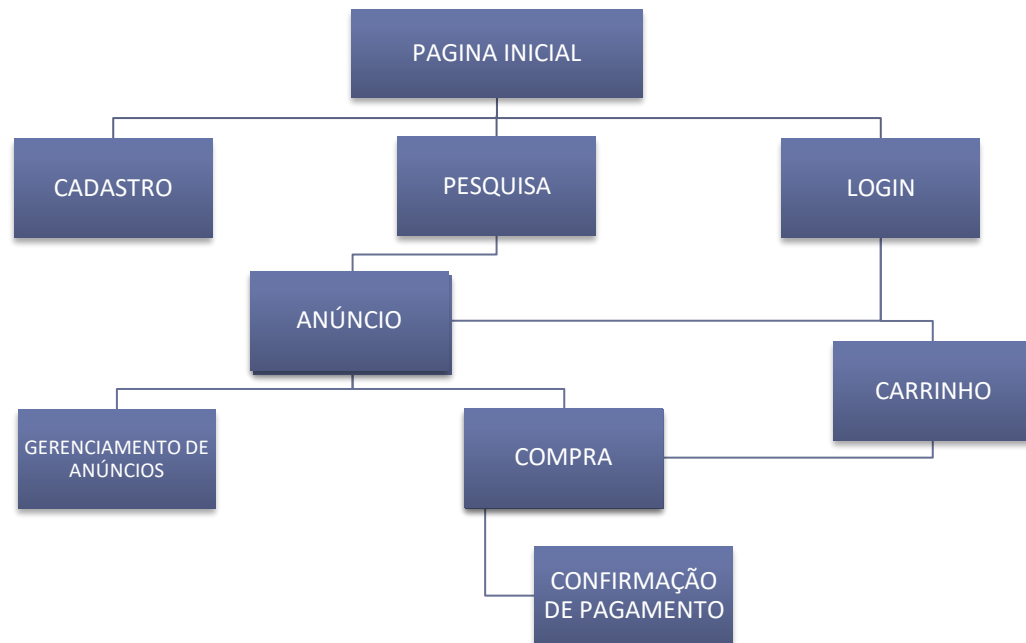 PAGINA INICIAL
CADASTRO
PESQUISA
LOGIN
ANÚNCIO
CARRINHO
GERENCIAMENTO DE
ANÚNCIOS
COMPRA
CONFIRMAÇÃO
DE PAGAMENTO